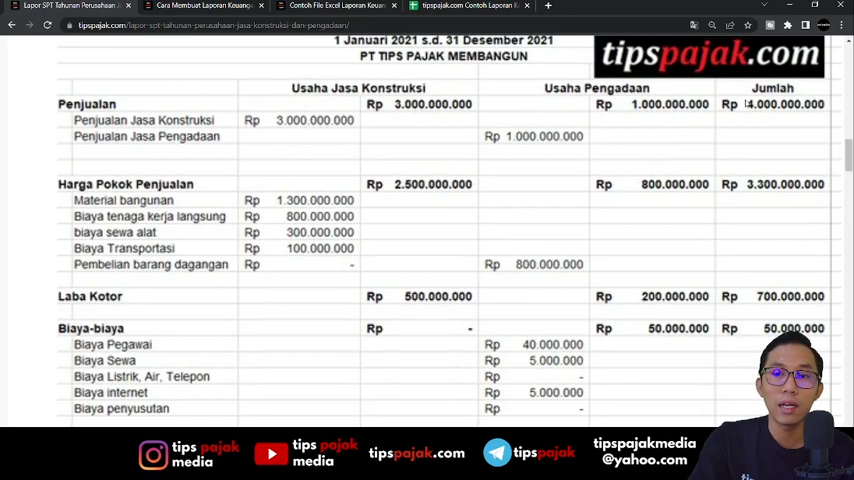 Lapor SPT Tahunan Perusahaan Ja
Cara Membuat Laporan Keuangan
Contoh File Excel Laporan Keuan
tipspajak.com Contoh Laporan K
tipspajak.com/lapor-spt-tahunan-perusahaan-jasa-konstruksi-dan-pengadaan/
1 Januari 2021 s.d. 31 Desember 2021
PT TIPS PAJAK MEMBANGUN
tipspajak.com
Usaha Jasa Konstruksi Usaha Pengadaan Jumlah
Penjualan Rp 3.000.000.000 Rp 1.000.000.000 Rp 4.000.000.000
Penjualan Jasa Konstruksi Rp 3.000.000.000
Penjualan Jasa Pengadaan Rp 1.000.000.000
Harga Pokok Penjualan Rp 2.500.000.000 Rp 800.000.000 Rp 3.300.000.000
Material bangunan Rp 1.300.000.000
Biaya tenaga kerja langsung Rp 800.000.000
biaya sewa alat Rp 300.000.000
Biaya Transportasi Rp 100.000.000
Pembelian barang dagangan Rp - Rp 800.000.000
Laba Kotor Rp 500.000.000 Rp 200.000.000 Rp 700.000.000
Biaya-biaya Rp - Rp 50.000.000 Rp 50.000.000
Biaya Pegawai Rp 40.000.000
Biaya Sewa Rp 5.000.000
Biaya Listrik, Air, Telepon Rp -
Biaya internet Rp 5.000.000
Biaya penyusutan Rp -
tips pajak media
tips pajak media
tipspajak.com
tipspajak
tipspajakmedia
@yahoo.com